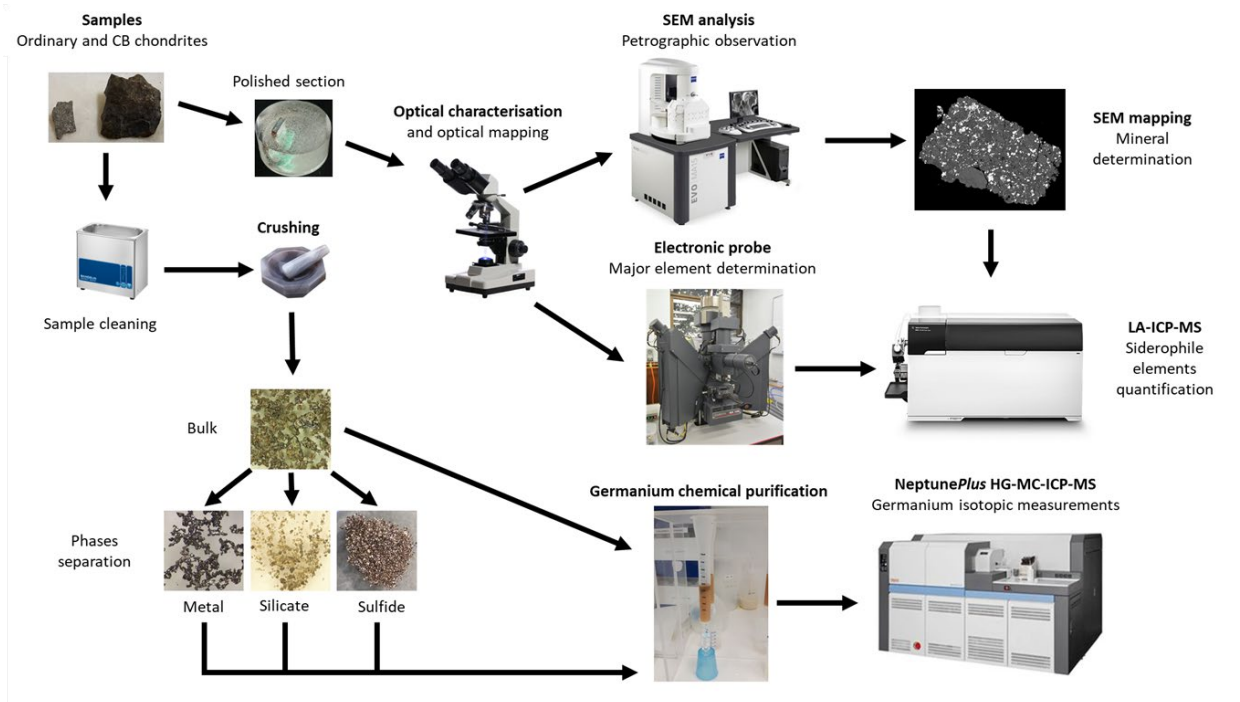 Samples
Ordinary and CB chondrites
Polished section
Optical characterisation
and optical mapping
SEM analysis
Petrographic observation
EVO
SEM mapping
Mineral
determination
Sample cleaning
Crushing
Electronic probe
Major element determination
LA-ICP-MS
Siderophile
elements
quantification
Bulk
Phases
separation
Metal
Silicate
Sulfide
Germanium chemical purification
NeptunePlus HG-MC-ICP-MS
Germanium isotopic measurements